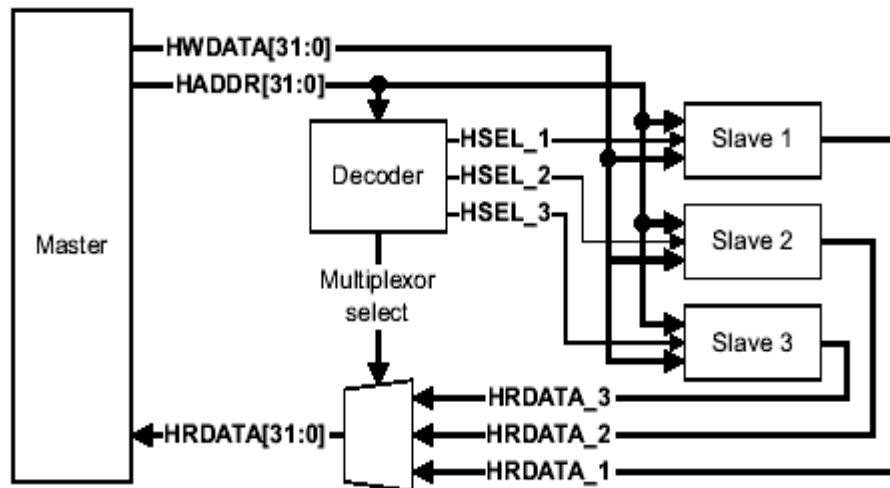 HWDATA[31:0]
HADDR[31:0]
HSEL_1
Slave 1
Decoder
HSEL_2
HSEL_3
Master
Slave 2
Multiplexor
select
Slave 3
HRDATA_3
HRDATA[31:0]
HRDATA_2
HRDATA_1